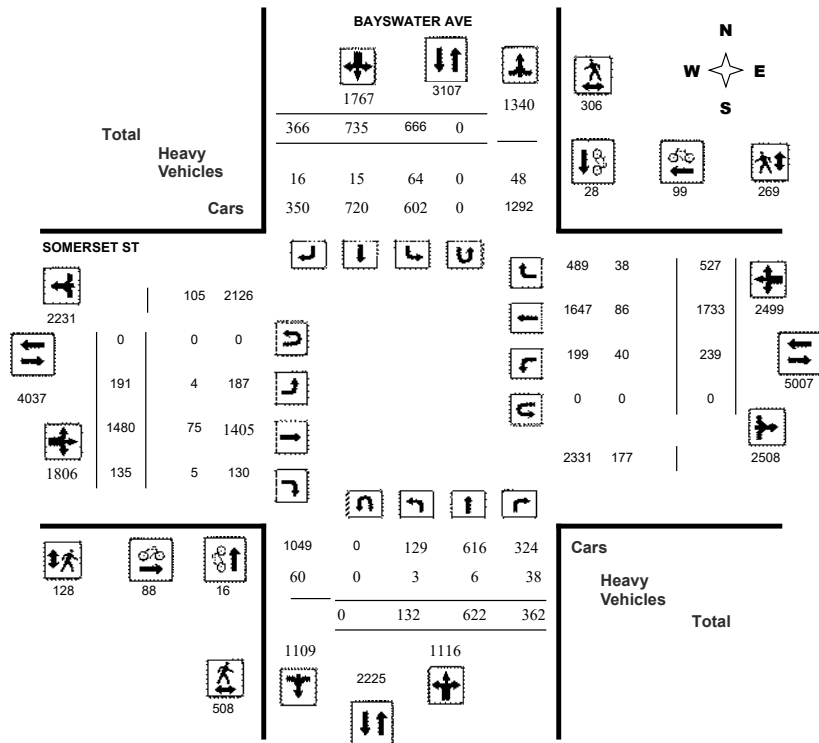 BAYSWATER AVE
N
W E
S
1767 3107 1340 306
366 735 666 0
Total
Heavy
Vehicles
16 15 64 0 48
28 99 269
Cars 350 720 602 0 1292
SOMERSET ST
489 38 527
105 2126
2231
1647 86 1733 2499
0 0 0
199 40 239
4037
191 4 187
5007
0 0 0
1480 75 1405
2331 177 2508
1806 135 5 130
1049 0 129 616 324 Cars
60 0 3 6 38 Heavy
Vehicles
128 88 16
0 132 622 362 Total
1109 1116
2225
508